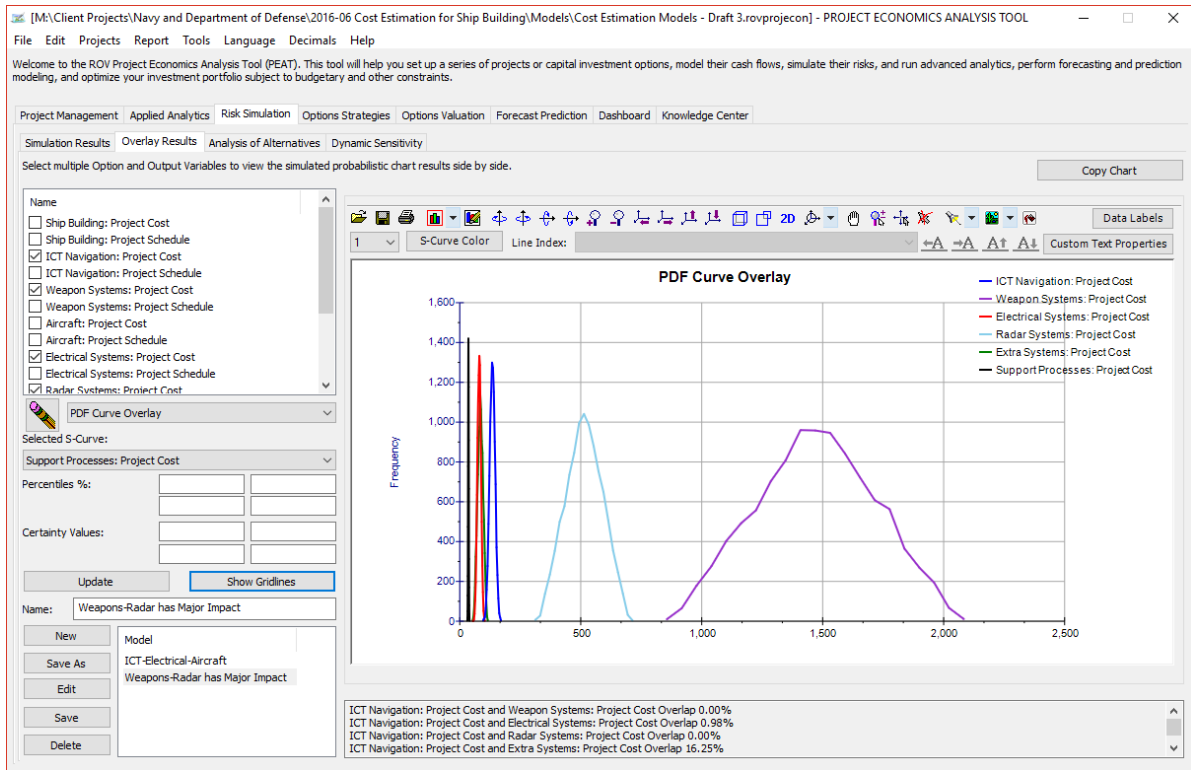 [M:\Client Projects\Navy and Department of Defense\2016-06 Cost Estimation for Ship Building\Models\Cost Estimation Models - Draft 3.rovprojecon] - PROJECT ECONOMICS ANALYSIS TOOL
File Edit Projects Report Tools Language Decimals Help
Welcome to the ROV Project Economics Analysis Tool (PEAT). This tool will help you set up a series of projects or capital investment options, model their cash flows, simulate their risks, and run advanced analytics, perform forecasting and prediction
modeling, and optimize your investment portfolio subject to budgetary and other constraints.
Project Management Applied Analytics Risk Simulation Options Strategies Options Valuation Forecast Prediction Dashboard Knowledge Center
Simulation Results Overlay Results Analysis of Alternatives Dynamic Sensitivity
Select multiple Option and Output Variables to view the simulated probabilistic chart results side by side.
Copy Chart
Name
Ship Building: Project Cost
Ship Building: Project Schedule
ICT Navigation: Project Cost
ICT Navigation: Project Schedule
Weapon Systems: Project Cost
Weapon Systems: Project Schedule
Aircraft: Project Cost
Aircraft: Project Schedule
Electrical Systems: Project Cost
Electrical Systems: Project Schedule
Radar Systems: Project Cost
PDF Curve Overlay
Selected S-Curve:
Support Processes: Project Cost
Percentiles %:
Certainty Values:
Update Show Gridlines
Name: Weapons-Radar has Major Impact
New
Save As
Edit
Save
Delete
Model
ICT-Electrical-Aircraft
Weapons-Radar has Major Impact
2D
Data Labels
1 S-Curve Color Line Index: A A A A Custom Text Properties
PDF Curve Overlay
ICT Navigation: Project Cost
Weapon Systems: Project Cost
Electrical Systems: Project Cost
Radar Systems: Project Cost
Extra Systems: Project Cost
Support Processes: Project Cost
Frequency
1,600
1,400
1,200
1,000
800
600
400
200
0
0 500 1,000 1,500 2,000 2,500
ICT Navigation: Project Cost and Weapon Systems: Project Cost Overlap 0.00%
ICT Navigation: Project Cost and Electrical Systems: Project Cost Overlap 0.98%
ICT Navigation: Project Cost and Radar Systems: Project Cost Overlap 0.00%
ICT Navigation: Project Cost and Extra Systems: Project Cost Overlap 16.25%